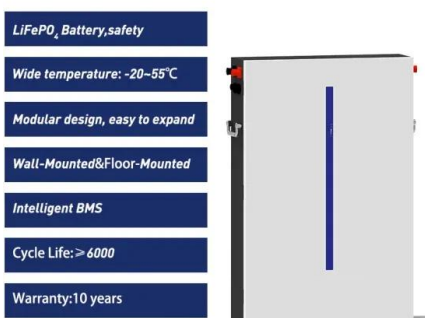 LiFePO₄ Battery,safety
Wide temperature: -20~55℃
Modular design, easy to expand
Wall-Mounted&Floor-Mounted
Intelligent BMS
Cycle Life:≥6000
Warranty:10 years